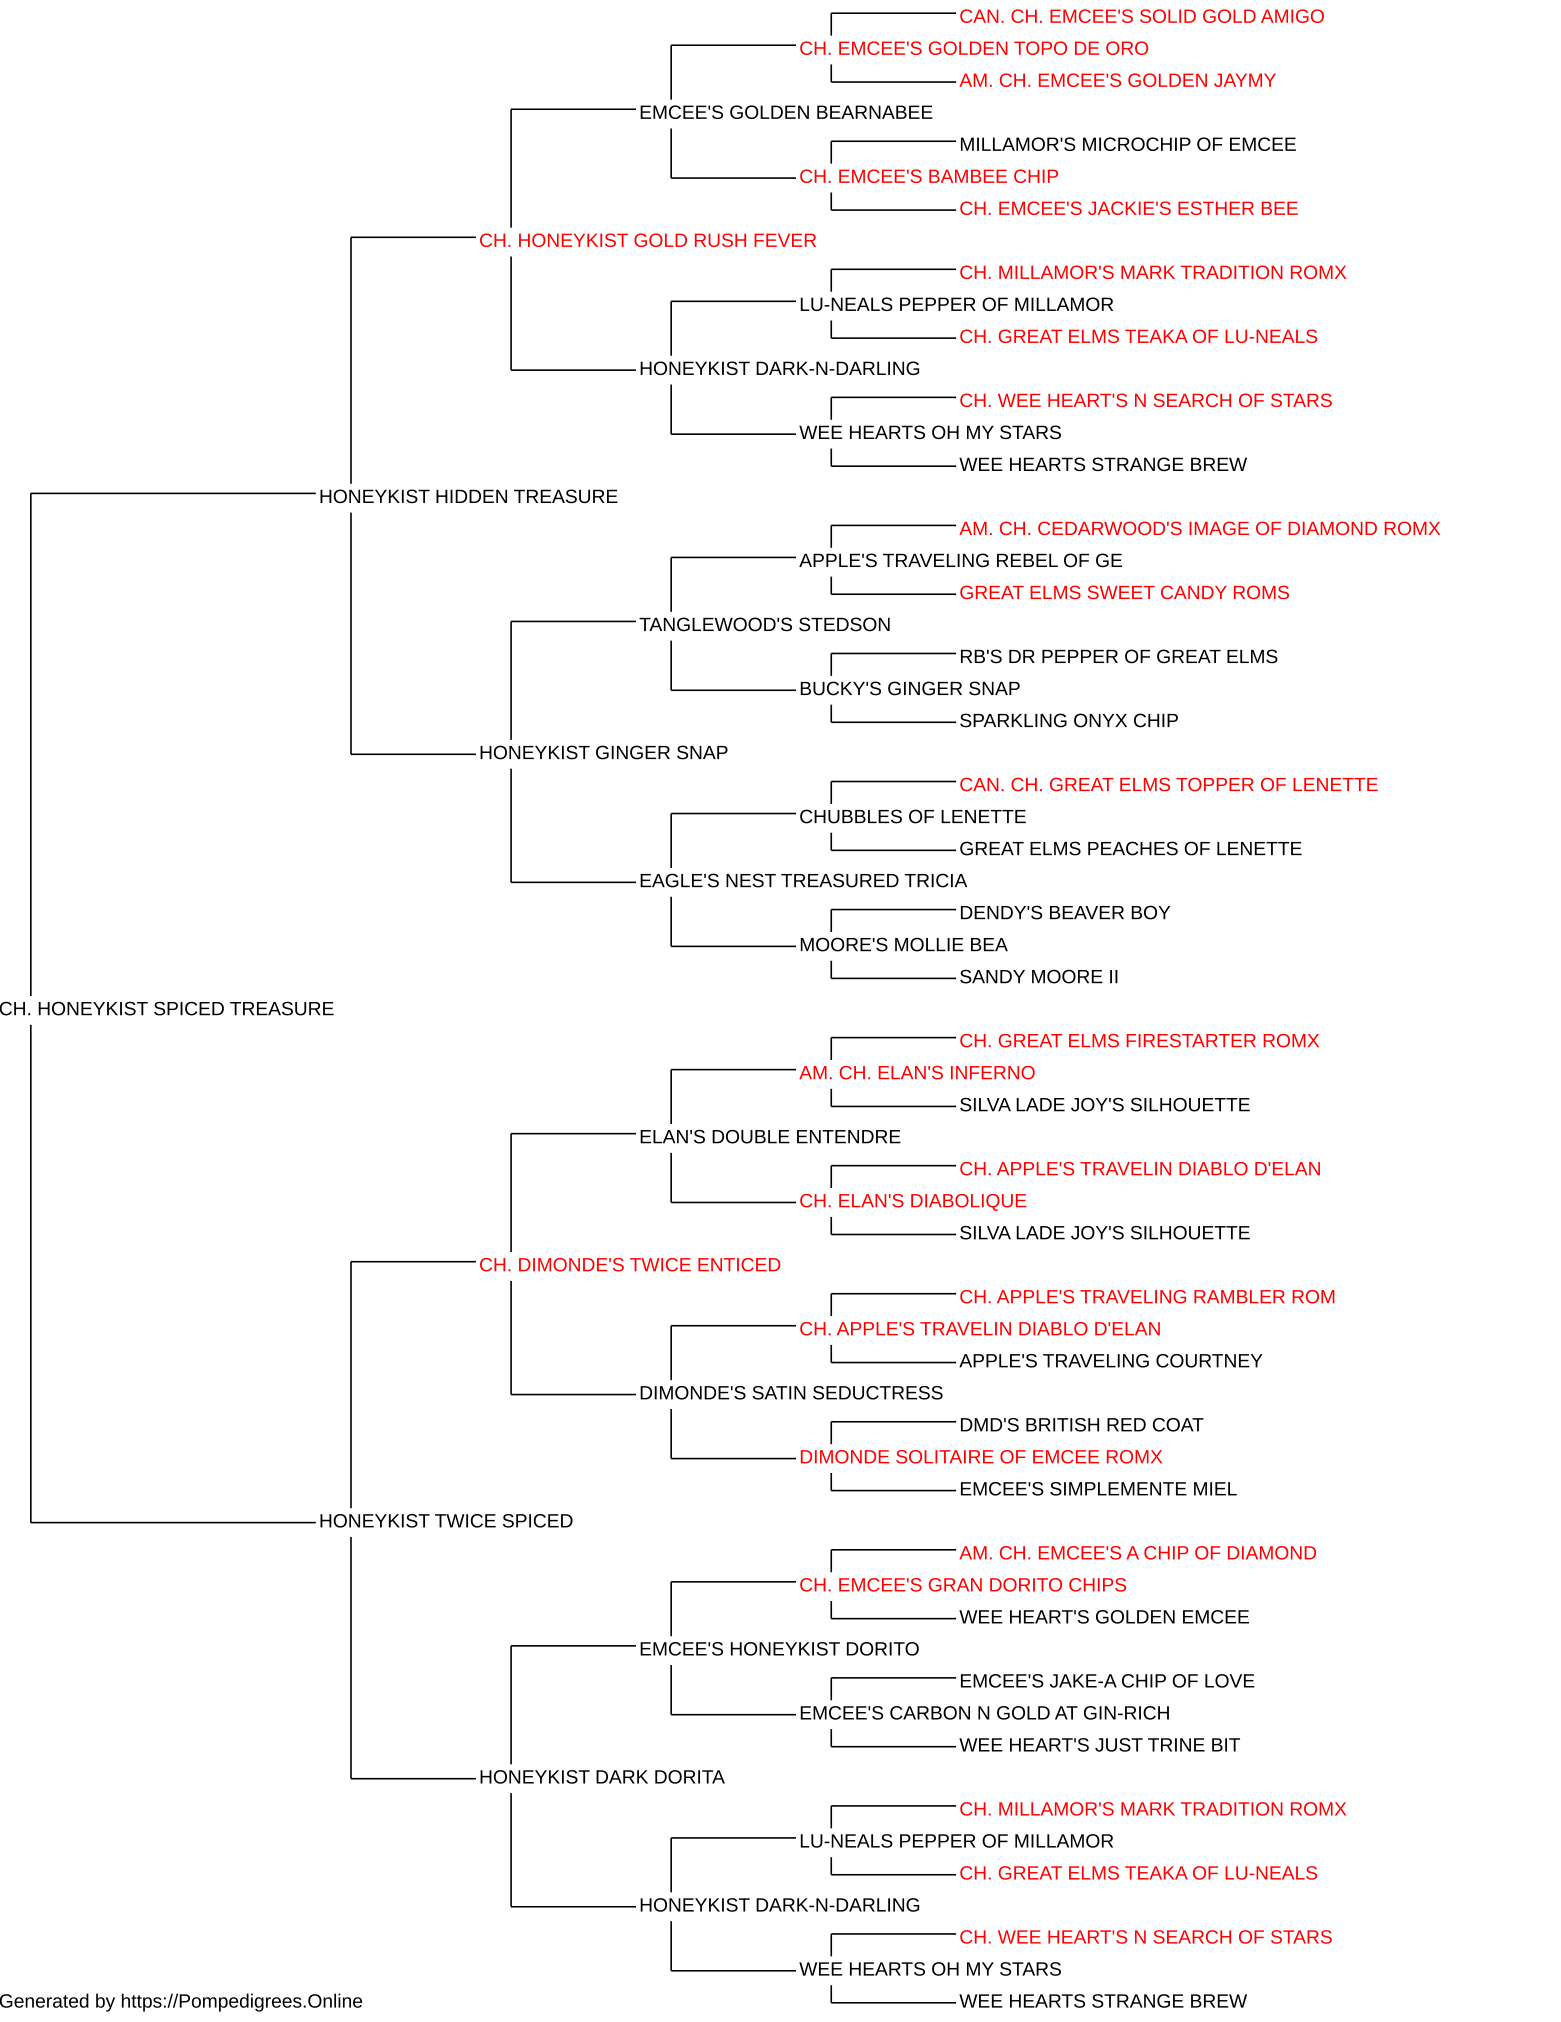 CAN. CH. EMCEE'S SOLID GOLD AMIGO
CH. EMCEE'S GOLDEN TOPO DE ORO
AM. CH. EMCEE'S GOLDEN JAYMY
EMCEE'S GOLDEN BEARNABEE
MILLAMOR'S MICROCHIP OF EMCEE
CH. EMCEE'S BAMBEE CHIP
CH. EMCEE'S JACKIE'S ESTHER BEE
CH. HONEYKIST GOLD RUSH FEVER
CH. MILLAMOR'S MARK TRADITION ROMX
LU-NEALS PEPPER OF MILLAMOR
CH. GREAT ELMS TEAKA OF LU-NEALS
HONEYKIST DARK-N-DARLING
CH. WEE HEART'S N SEARCH OF STARS
WEE HEARTS OH MY STARS
WEE HEARTS STRANGE BREW
HONEYKIST HIDDEN TREASURE
AM. CH. CEDARWOOD'S IMAGE OF DIAMOND ROMX
APPLE'S TRAVELING REBEL OF GE
GREAT ELMS SWEET CANDY ROMS
TANGLEWOOD'S STEDSON
RB'S DR PEPPER OF GREAT ELMS
BUCKY'S GINGER SNAP
SPARKLING ONYX CHIP
HONEYKIST GINGER SNAP
CAN. CH. GREAT ELMS TOPPER OF LENETTE
CHUBBLES OF LENETTE
GREAT ELMS PEACHES OF LENETTE
EAGLE'S NEST TREASURED TRICIA
DENDY'S BEAVER BOY
MOORE'S MOLLIE BEA
SANDY MOORE II
CH. HONEYKIST SPICED TREASURE
CH. GREAT ELMS FIRESTARTER ROMX
AM. CH. ELAN'S INFERNO
SILVA LADE JOY'S SILHOUETTE
ELAN'S DOUBLE ENTENDRE
CH. APPLE'S TRAVELIN DIABLO D'ELAN
CH. ELAN'S DIABOLIQUE
SILVA LADE JOY'S SILHOUETTE
CH. DIMONDE'S TWICE ENTICED
CH. APPLE'S TRAVELING RAMBLER ROM
CH. APPLE'S TRAVELIN DIABLO D'ELAN
APPLE'S TRAVELING COURTNEY
DIMONDE'S SATIN SEDUCTRESS
DMD'S BRITISH RED COAT
DIMONDE SOLITAIRE OF EMCEE ROMX
EMCEE'S SIMPLEMENTE MIEL
HONEYKIST TWICE SPICED
AM. CH. EMCEE'S A CHIP OF DIAMOND
CH. EMCEE'S GRAN DORITO CHIPS
WEE HEART'S GOLDEN EMCEE
EMCEE'S HONEYKIST DORITO
EMCEE'S JAKE-A CHIP OF LOVE
EMCEE'S CARBON N GOLD AT GIN-RICH
WEE HEART'S JUST TRINE BIT
HONEYKIST DARK DORITA
CH. MILLAMOR'S MARK TRADITION ROMX
LU-NEALS PEPPER OF MILLAMOR
CH. GREAT ELMS TEAKA OF LU-NEALS
HONEYKIST DARK-N-DARLING
CH. WEE HEART'S N SEARCH OF STARS
WEE HEARTS OH MY STARS
WEE HEARTS STRANGE BREW
Generated by https://Pompedigrees.Online